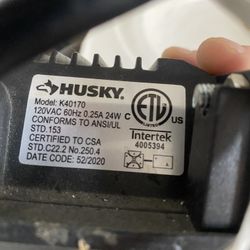 HUSKY.
Model: K40170
120VAC 60Hz 0.25A 24W
CONFORMS TO ANSI/UL
STD.153
CERTIFIED TO CSA
STD.C22.2 No.250.4
DATE CODE: 52/2020
C ETL US
Intertek
4005394